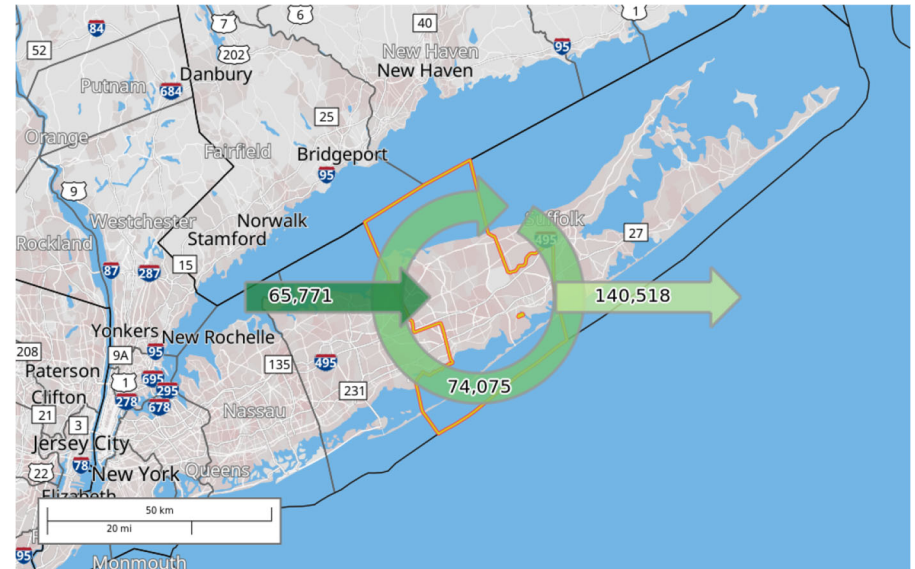 84
7
6
40
1
52
202
New Haven
95
Danbury
New Haven
Putnam
684
25
Orange
Fairfield
Bridgeport
95
9
Westchester
Norwalk
Suffolk
Rockland
Stamford
495
27
87
287
15
65,771
140,518
Yonkers
95
New Rochelle
208
9A
Paterson
135
495
1
695
74,075
Clifton
278
295
678
231
21
Nassau
3
Jersey City
78
New York
Queens
22
Elizabeth
50 km
20 mi
95
Monmouth